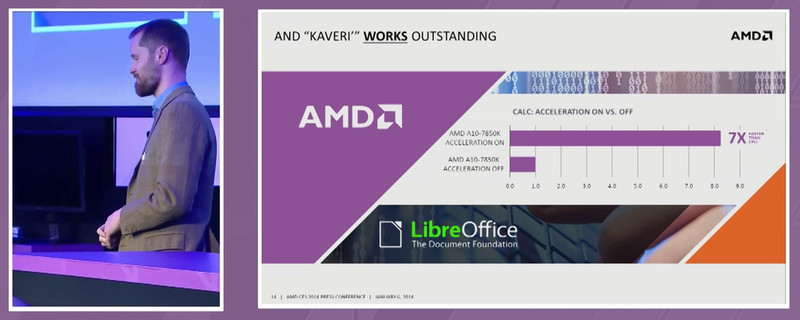 AND “KAVERI’” WORKS OUTSTANDING
AMD
AMD
CALC: ACCELERATION ON VS. OFF
AMD A10-7850K
ACCELERATION ON
7X FASTER
THAN
CPU
AMD A10-7850K
ACCELERATION OFF
0.0 1.0 2.0 3.0 4.0 5.0 6.0 7.0 8.0 9.0
LibreOffice
The Document Foundation
14 | AMD CES 2014 PRESS CONFERENCE | JANUARY 6, 2014